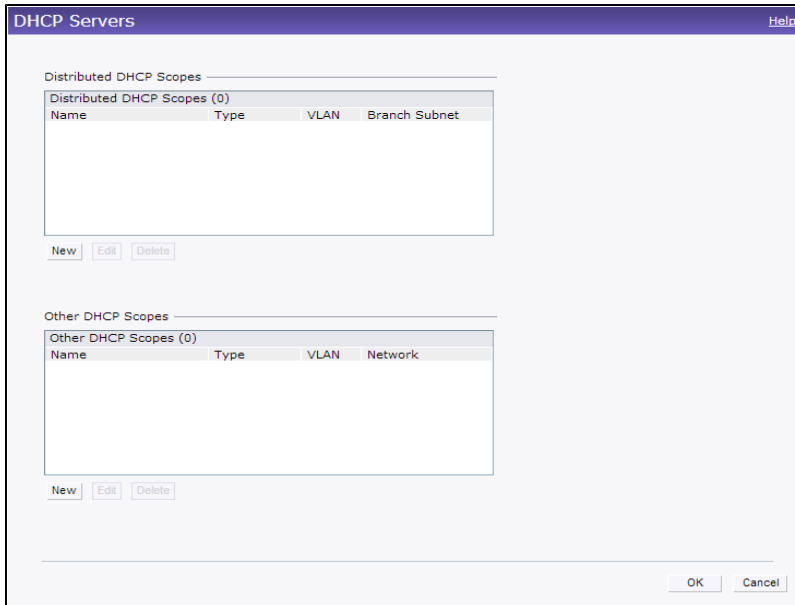 DHCP Servers Help
Distributed DHCP Scopes
Distributed DHCP Scopes (0)
Name Type VLAN Branch Subnet
New Edit Delete
Other DHCP Scopes
Other DHCP Scopes (0)
Name Type VLAN Network
New Edit Delete
OK Cancel